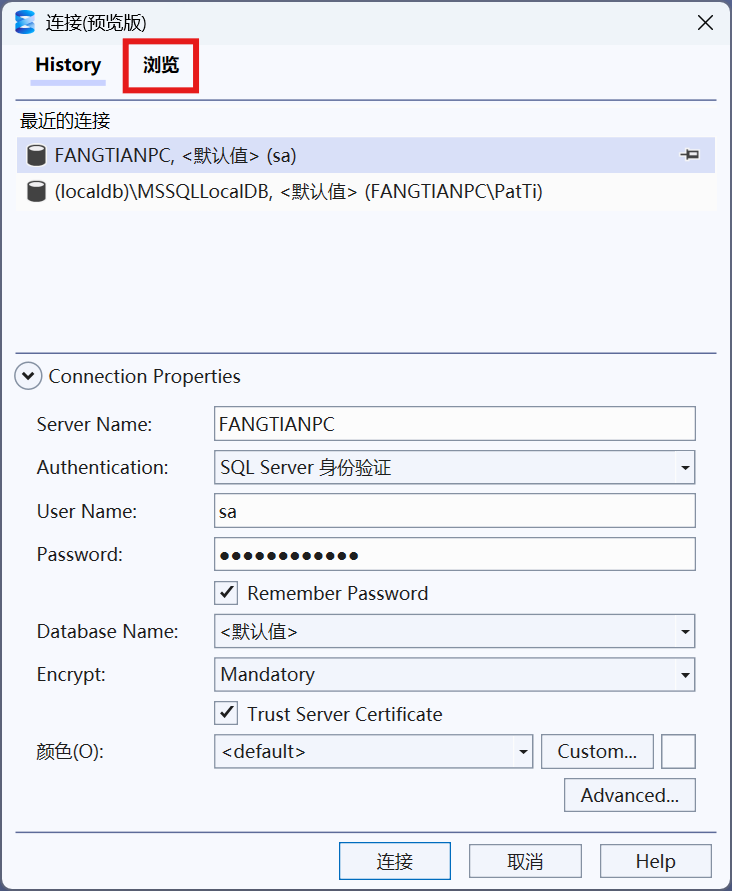 连接(预览版)
History 浏览
最近的连接
FANGTIANPC, <默认值> (sa)
(localdb)\MSSQLLocalDB, <默认值> (FANGTIANPC\PatTi)
Connection Properties
Server Name: FANGTIANPC
Authentication: SQL Server 身份验证
User Name: sa
Password: ●●●●●●●●●●●●
Remember Password
Database Name: <默认值>
Encrypt: Mandatory
Trust Server Certificate
颜色(O): <default> Custom...
Advanced...
连接 取消 Help